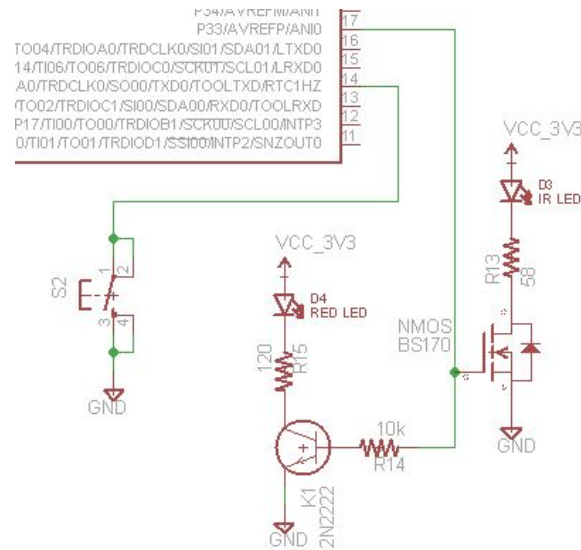 P34/AVREFM/ANI1
P33/AVREFP/ANI0
17
TO04/TRDIOA0/TRDCLK0/SI01/SDA01/LTXD0
16
14/TI06/TO06/TRDIOC0/SCK01/SCL01/LRXD0
15
A0/TRDCLK0/SO00/TXD0/TOOLTXD/RTC1HZ
14
/TO02/TRDIOC1/SI00/SDA00/RXD0/TOOLRXD
13
P17/TI00/TO00/TRDIOB1/SCK00/SCL00/INTP3
12
0/TI01/TO01/TRDIOD1/SSI00/INTP2/SNZOUT0
11
VCC_3V3
D3
IR LED
R13
58
VCC_3V3
D4
RED LED
120
R15
S2
1
2
3
4
GND
NMOS
BS170
GND
10k
R14
K1
2N2222
GND